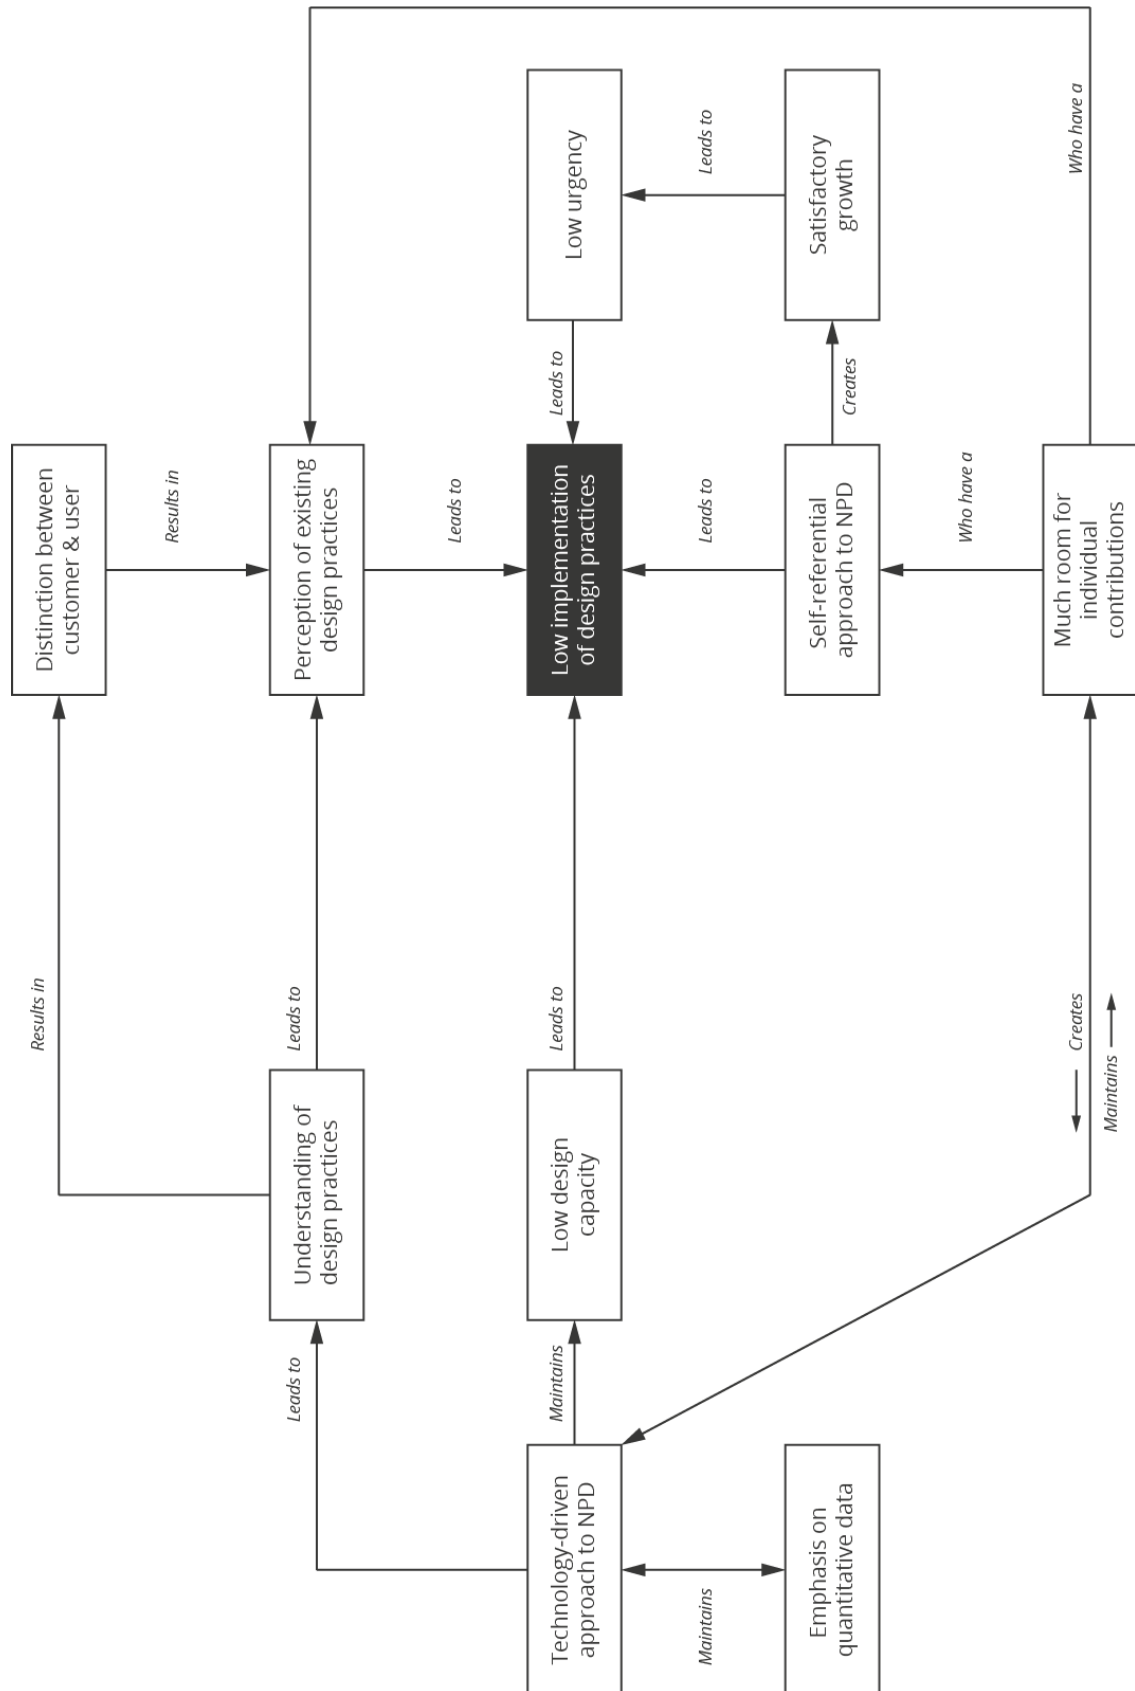 Distinction between
customer & user
Results in
Results in
Understanding of
design practices
Leads to
Perception of existing
design practices
Leads to
Leads to
Technology-driven
approach to NPD
Maintains
Low design
capacity
Leads to
Low implementation
of design practices
Leads to
Low urgency
Maintains
Leads to
Leads to
Emphasis on
quantitative data
Self-referential
approach to NPD
Creates
Satisfactory
growth
Who have a
Creates
Maintains
Much room for
individual
contributions
Who have a